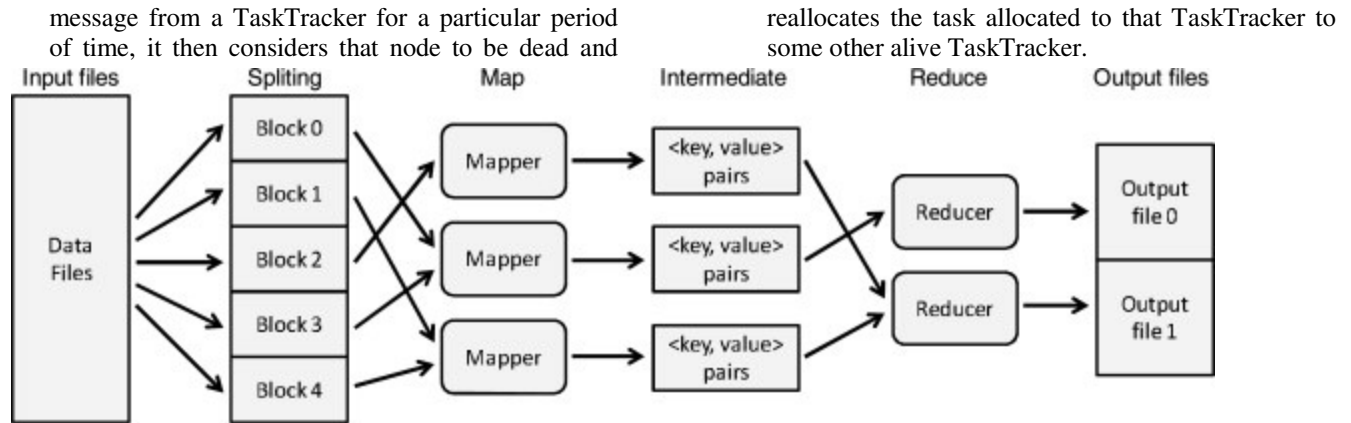 message from a TaskTracker for a particular period
of time, it then considers that node to be dead and
reallocates the task allocated to that TaskTracker to
some other alive TaskTracker.
Input files
Spliting
Map
Intermediate
Reduce
Output files
Data
Files
Block 0
Block 1
Block 2
Block 3
Block 4
Mapper
Mapper
Mapper
<key, value>
pairs
<key, value>
pairs
<key, value>
pairs
Reducer
Reducer
Output
file 0
Output
file 1